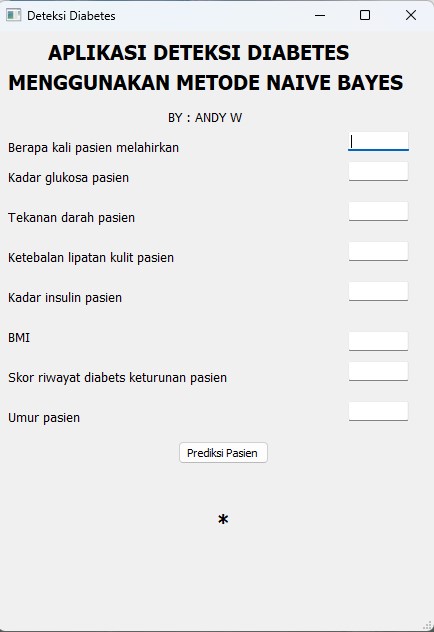 Deteksi Diabetes
APLIKASI DETEKSI DIABETES
MENGGUNAKAN METODE NAIVE BAYES
BY : ANDY W
Berapa kali pasien melahirkan
Kadar glukosa pasien
Tekanan darah pasien
Ketebalan lipatan kulit pasien
Kadar insulin pasien
BMI
Skor riwayat diabets keturunan pasien
Umur pasien
Prediksi Pasien
*